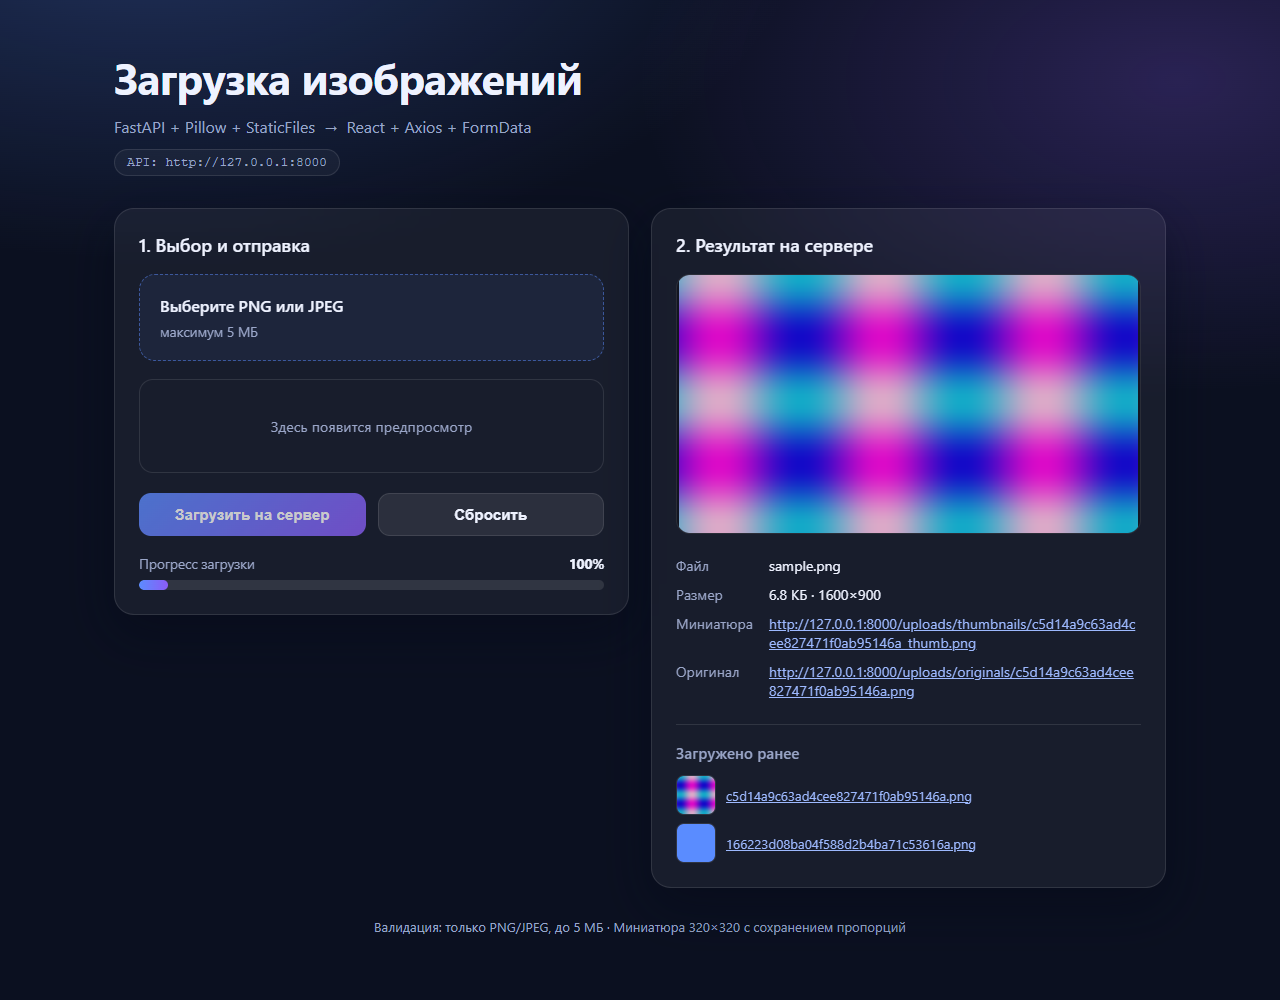 Загрузка изображений
FastAPI + Pillow + StaticFiles → React + Axios + FormData
API: http://127.0.0.1:8000
1. Выбор и отправка
Выберите PNG или JPEG
максимум 5 МБ
Здесь появится предпросмотр
Загрузить на сервер
Сбросить
Прогресс загрузки
100%
2. Результат на сервере
Файл
sample.png
Размер
6.8 КБ · 1600×900
Миниатюра
http://127.0.0.1:8000/uploads/thumbnails/c5d14a9c63ad4c
ee827471f0ab95146a_thumb.png
Оригинал
http://127.0.0.1:8000/uploads/originals/c5d14a9c63ad4cee
827471f0ab95146a.png
Загружено ранее
c5d14a9c63ad4cee827471f0ab95146a.png
166223d08ba04f588d2b4ba71c53616a.png
Валидация: только PNG/JPEG, до 5 МБ · Миниатюра 320×320 с сохранением пропорций